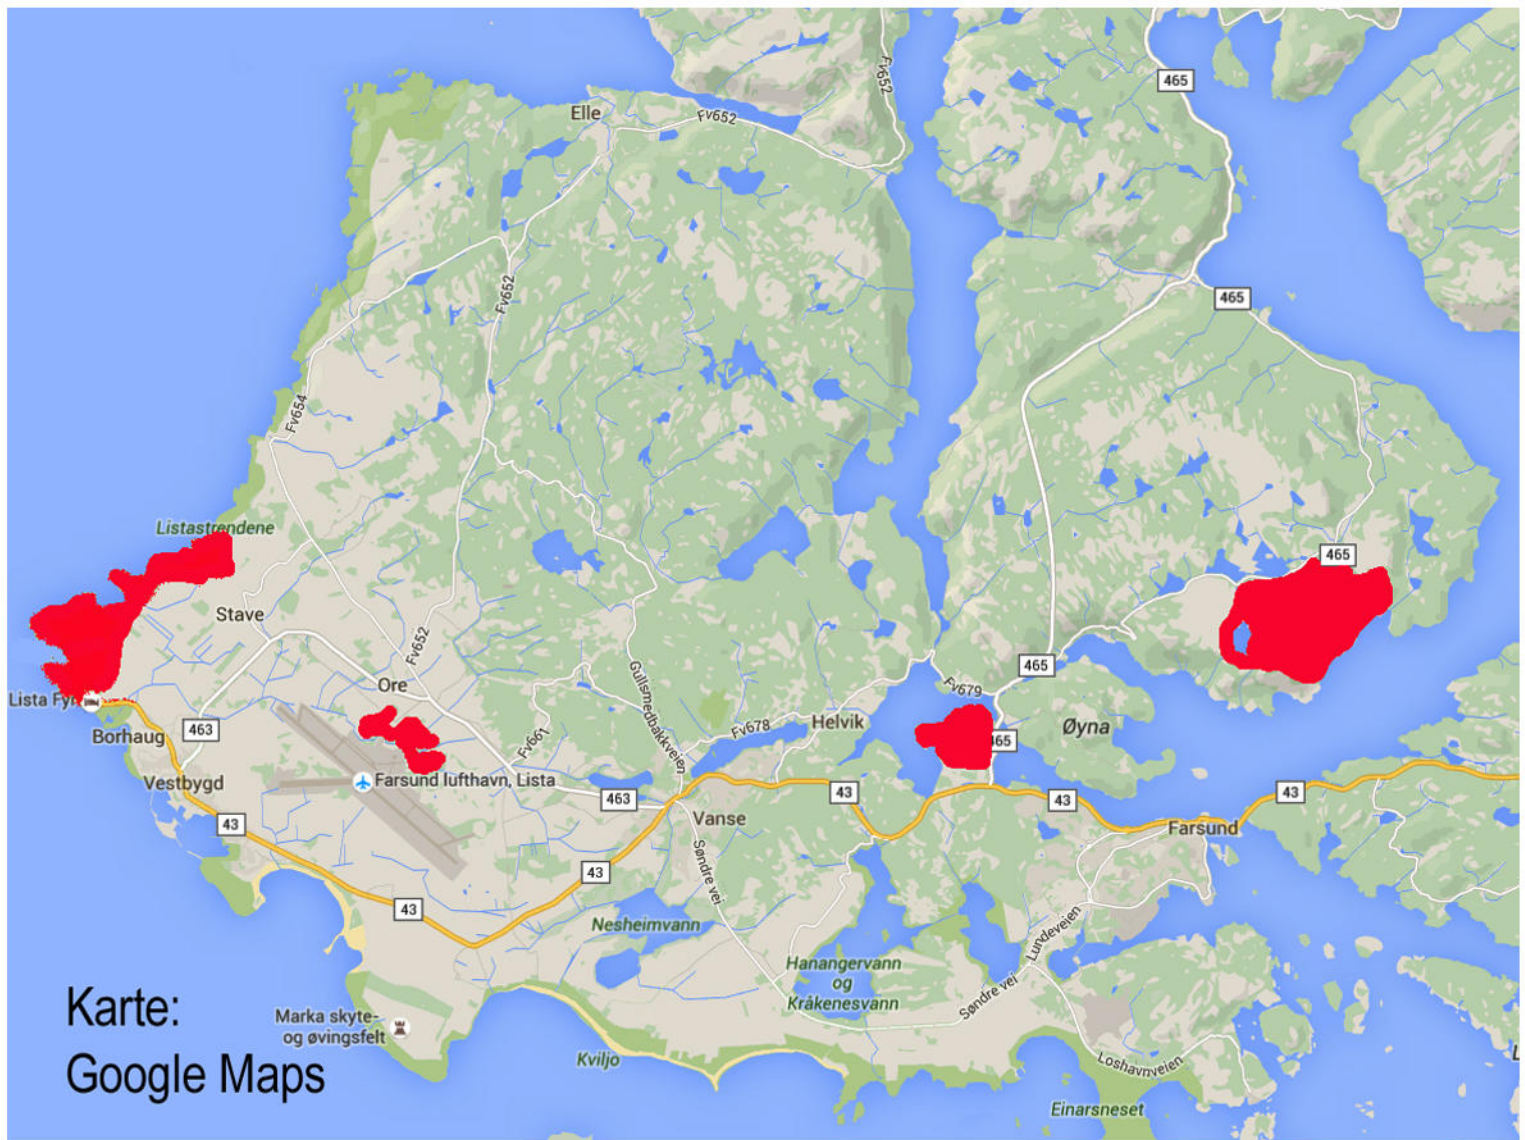 465
Fv652
Elle
Fv652
Fv652
465
Fv654
Listastrendene
465
Stave
Fv652
Gullsmedbakkveien
465
Ore
Fv679
Lista Fyr
Borhaug
463
Fv661
Fv678
Helvik
Øyna
465
Vestbygd
Farsund lufthavn, Lista
463
43
43
43
43
Vanse
Farsund
Søndre vei
43
43
Nesheimvann
Lundeveien
Hanangervann
og
Kråkenesvann
Søndre vei
Karte:
Google Maps
Marka skyte-
og øvingsfelt
Kviljo
Loshavnveien
Einarsneset